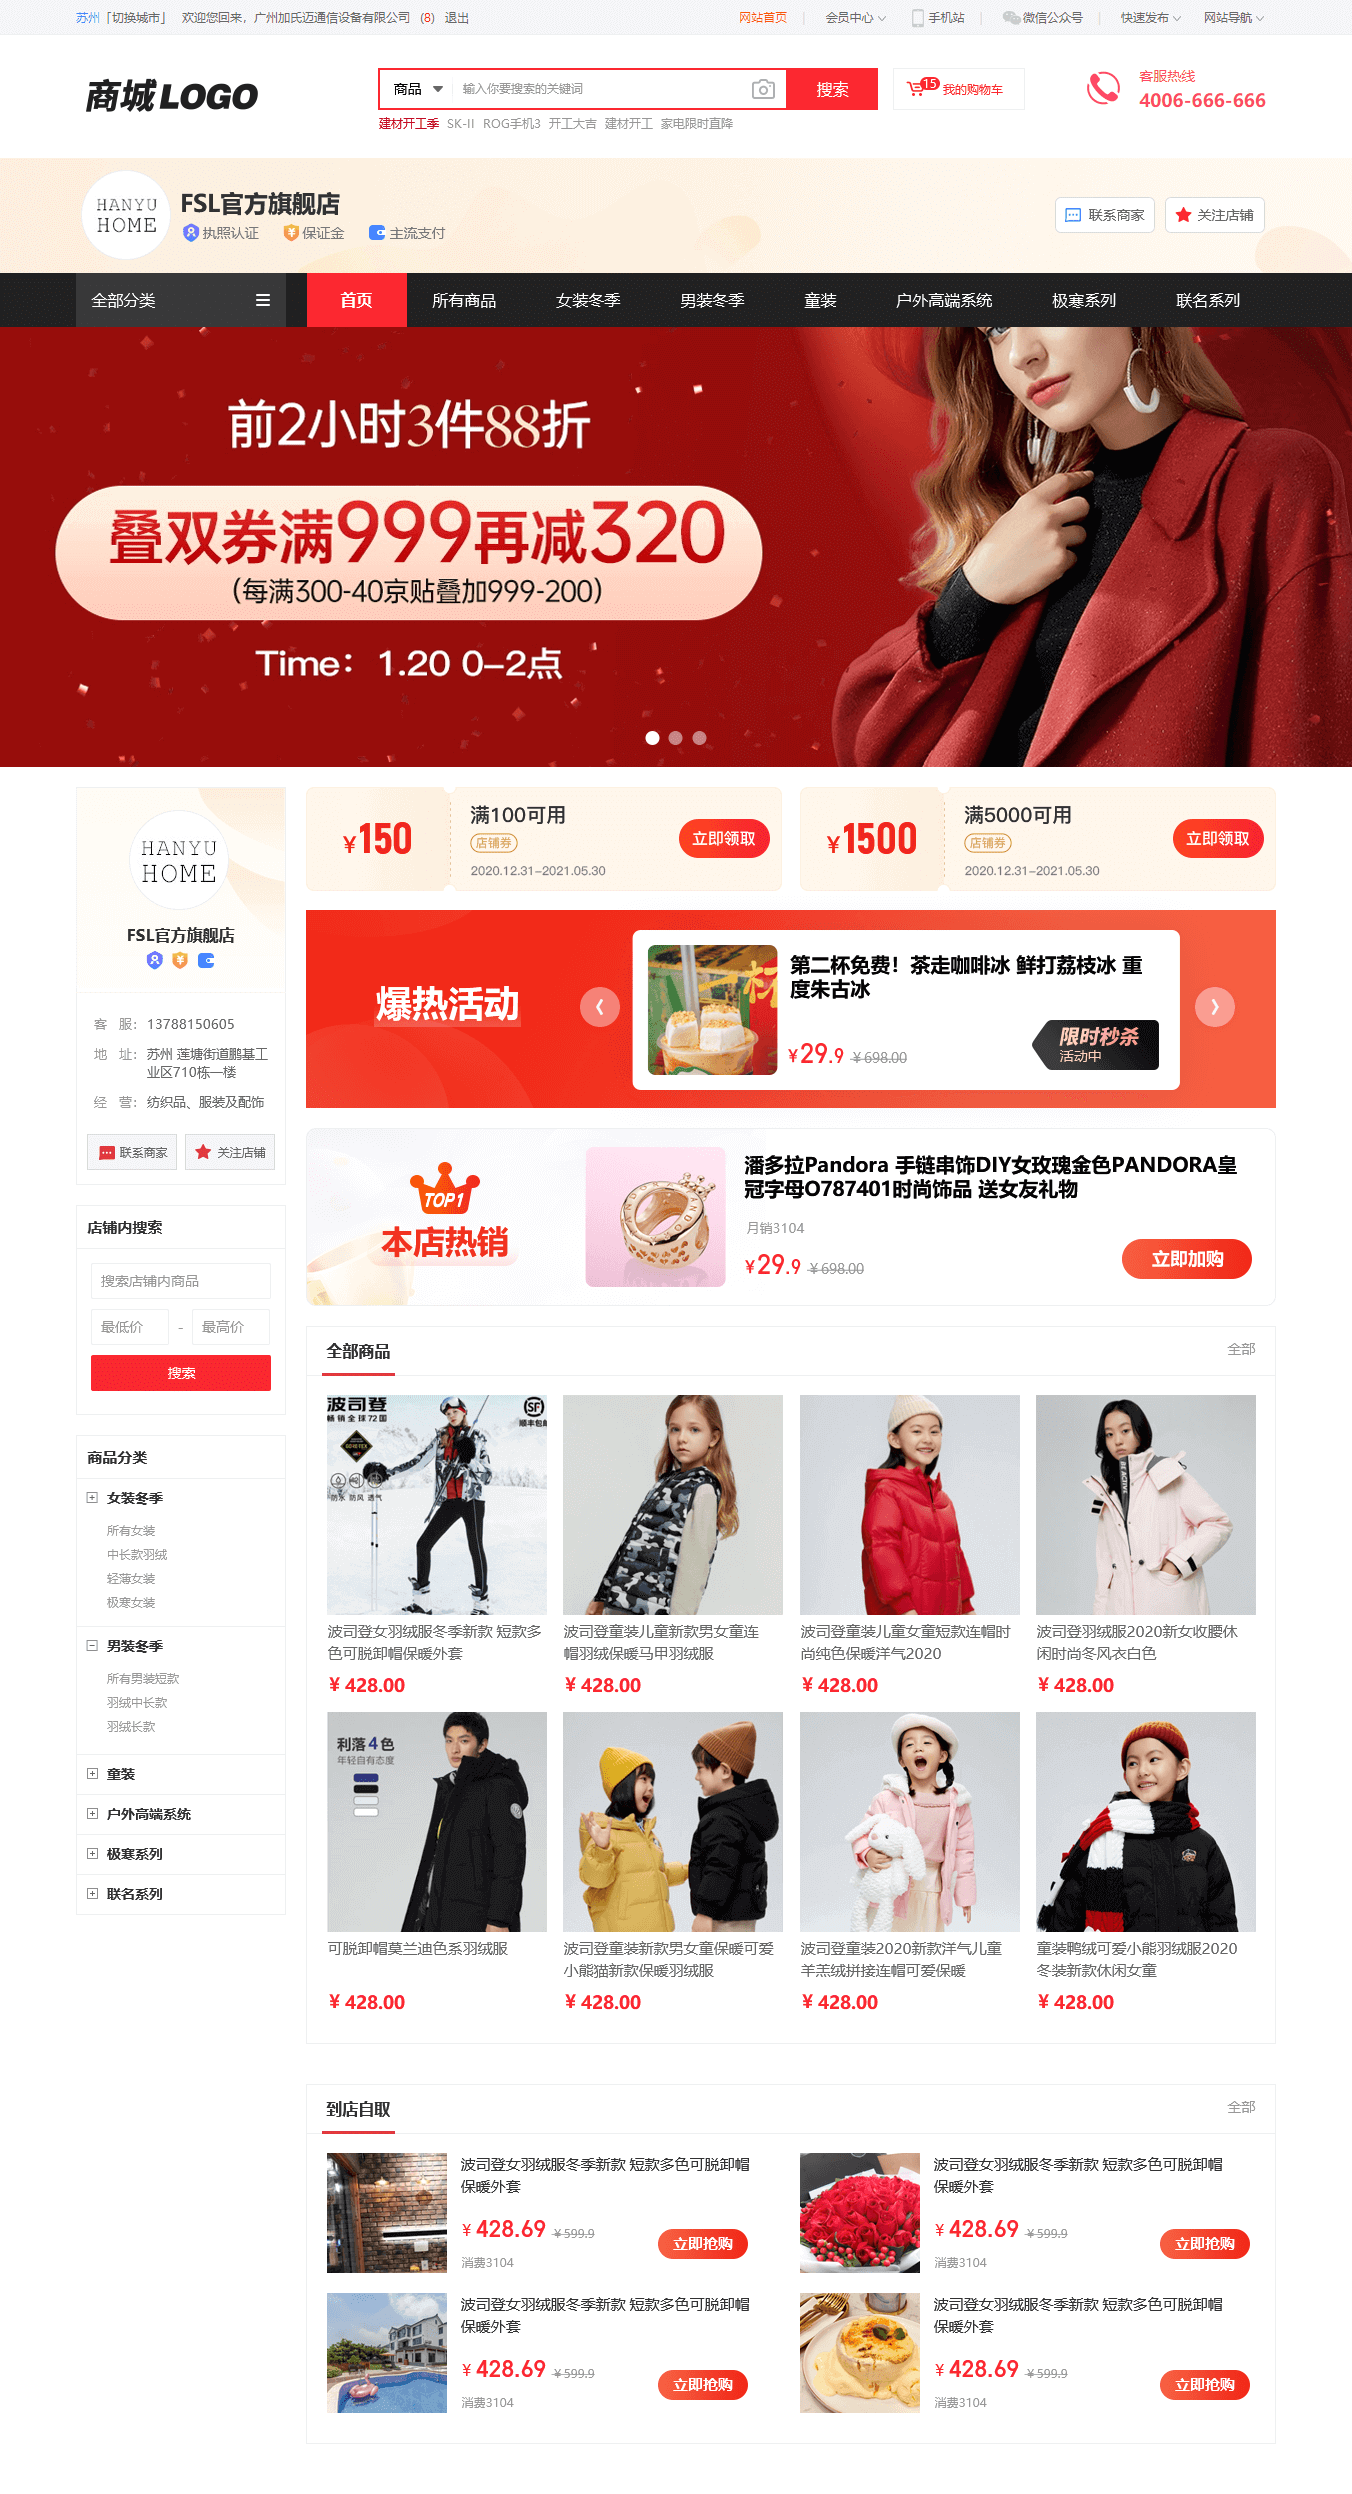 苏州「切换城市」 欢迎您回来，广州加氏迈通信设备有限公司 (8) 退出
网站首页 会员中心 手机站 微信公众号 快速发布 网站导航
商城LOGO
商品 输入你要搜索的关键词 搜索
15 我的购物车
客服热线
4006-666-666
建材开工季 SK-II ROG手机3 开工大吉 建材开工 家电限时直降
HANYU
HOME
FSL官方旗舰店
执照认证 保证金 主流支付
联系商家 关注店铺
全部分类 首页 所有商品 女装冬季 男装冬季 童装 户外高端系统 极寒系列 联名系列
前2小时3件88折
叠双券满999再减320
(每满300-40京贴叠加999-200)
Time：1.20 0-2点
HANYU
HOME
FSL官方旗舰店
客 服：13788150605
地 址：苏州 莲塘街道鹏基工
业区710栋一楼
经 营：纺织品、服装及配饰
联系商家 关注店铺
店铺内搜索
搜索店铺内商品
最低价 - 最高价
搜索
商品分类
女装冬季
所有女装
中长款羽绒
轻薄女装
极寒女装
男装冬季
所有男装短款
羽绒中长款
羽绒长款
童装
户外高端系统
极寒系列
联名系列
¥150
满100可用
店铺券
2020.12.31-2021.05.30
立即领取
¥1500
满5000可用
店铺券
2020.12.31-2021.05.30
立即领取
爆热活动
第二杯免费！茶走咖啡冰 鲜打荔枝冰 重
度朱古冰
¥29.9 ¥698.00
限时秒杀
活动中
TOP1
本店热销
潘多拉Pandora 手链串饰DIY女玫瑰金色PANDORA皇
冠字母O787401时尚饰品 送女友礼物
月销3104
¥29.9 ¥698.00
立即加购
全部商品 全部
波司登
畅销全球72国
SF
顺丰包邮
GORE-TEX
防水 防风 透气
波司登女羽绒服冬季新款 短款多
色可脱卸帽保暖外套
¥ 428.00
波司登童装儿童新款男女童连
帽羽绒保暖马甲羽绒服
¥ 428.00
波司登童装儿童女童短款连帽时
尚纯色保暖洋气2020
¥ 428.00
波司登羽绒服2020新女收腰休
闲时尚冬风衣白色
¥ 428.00
利落4色
年轻自有态度
可脱卸帽莫兰迪色系羽绒服
¥ 428.00
波司登童装新款男女童保暖可爱
小熊猫新款保暖羽绒服
¥ 428.00
波司登童装2020新款洋气儿童
羊羔绒拼接连帽可爱保暖
¥ 428.00
童装鸭绒可爱小熊羽绒服2020
冬装新款休闲女童
¥ 428.00
到店自取 全部
波司登女羽绒服冬季新款 短款多色可脱卸帽
保暖外套
¥ 428.69 ¥599.9
消费3104
立即抢购
波司登女羽绒服冬季新款 短款多色可脱卸帽
保暖外套
¥ 428.69 ¥599.9
消费3104
立即抢购
波司登女羽绒服冬季新款 短款多色可脱卸帽
保暖外套
¥ 428.69 ¥599.9
消费3104
立即抢购
波司登女羽绒服冬季新款 短款多色可脱卸帽
保暖外套
¥ 428.69 ¥599.9
消费3104
立即抢购